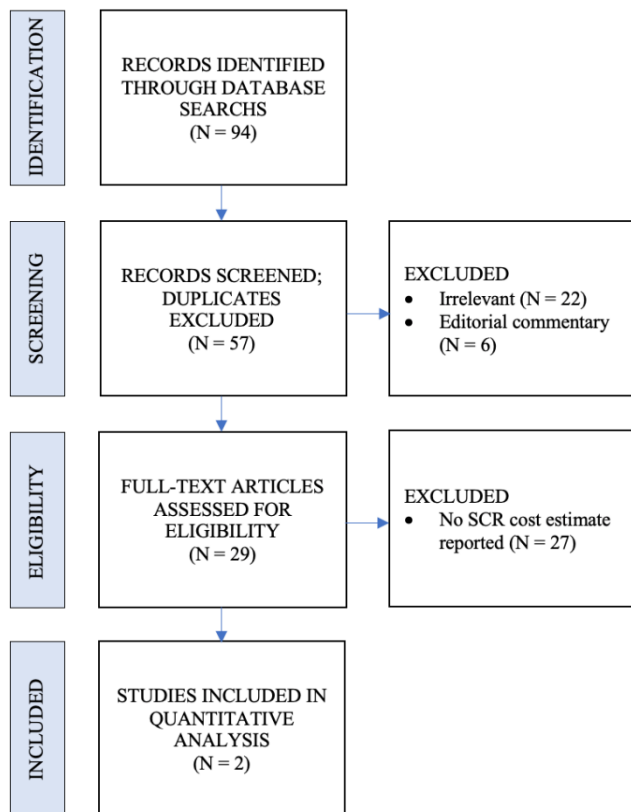 IDENTIFICATION
RECORDS IDENTIFIED
THROUGH DATABASE
SEARCHS
(N = 94)
SCREENING
RECORDS SCREENED;
DUPLICATES
EXCLUDED
(N = 57)
EXCLUDED
• Irrelevant (N = 22)
• Editorial commentary
(N = 6)
ELIGIBILITY
FULL-TEXT ARTICLES
ASSESSED FOR
ELIGIBILITY
(N = 29)
EXCLUDED
• No SCR cost estimate
reported (N = 27)
INCLUDED
STUDIES INCLUDED IN
QUANTITATIVE
ANALYSIS
(N = 2)